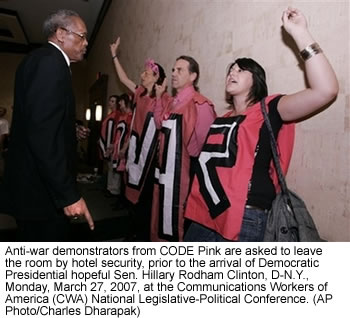 WAR
Anti-war demonstrators from CODE Pink are asked to leave
the room by hotel security, prior to the arrival of Democratic
Presidential hopeful Sen. Hillary Rodham Clinton, D-N.Y.,
Monday, March 27, 2007, at the Communications Workers of
America (CWA) National Legislative-Political Conference. (AP
Photo/Charles Dharapak)